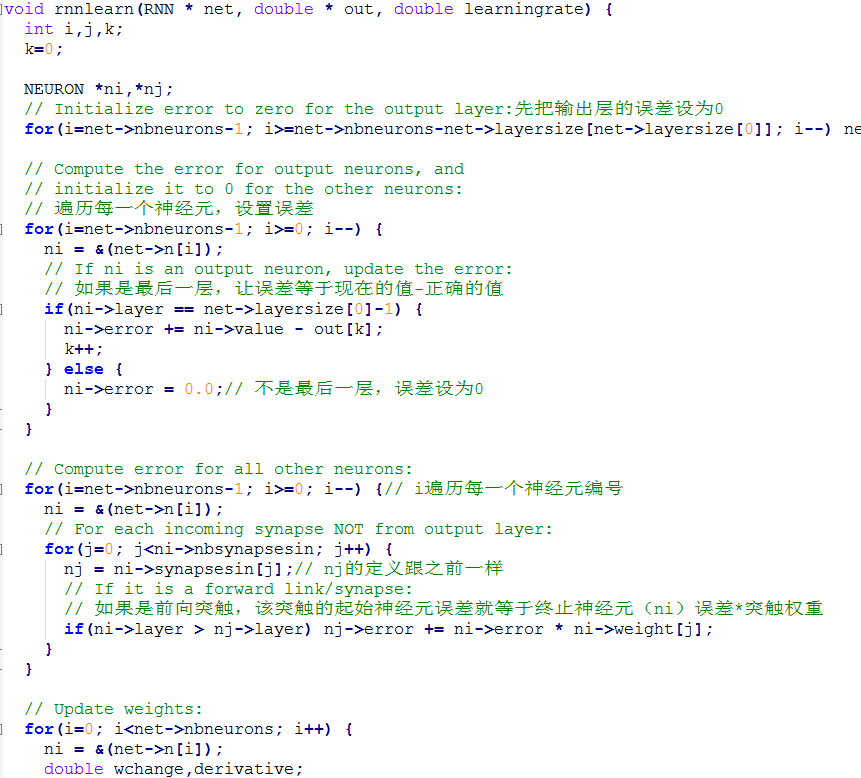 void rnnlearn(RNN * net, double * out, double learningrate) {
int i,j,k;
k=0;
NEURON *ni,*nj;
// Initialize error to zero for the output layer:先把输出层的误差设为0
for(i=net->nbneurons-1; i>=net->nbneurons-net->layersize[net->layersize[0]]; i--) ne
// Compute the error for output neurons, and
// initialize it to 0 for the other neurons:
// 遍历每一个神经元，设置误差
for(i=net->nbneurons-1; i>=0; i--) {
ni = &(net->n[i]);
// If ni is an output neuron, update the error:
// 如果是最后一层，让误差等于现在的值-正确的值
if(ni->layer == net->layersize[0]-1) {
ni->error += ni->value - out[k];
k++;
} else {
ni->error = 0.0;// 不是最后一层，误差设为0
}
}
// Compute error for all other neurons:
for(i=net->nbneurons-1; i>=0; i--) {// i遍历每一个神经元编号
ni = &(net->n[i]);
// For each incoming synapse NOT from output layer:
for(j=0; j<ni->nbsynapsesin; j++) {
nj = ni->synapsesin[j];// nj的定义跟之前一样
// If it is a forward link/synapse:
// 如果是前向突触，该突触的起始神经元误差就等于终止神经元（ni）误差*突触权重
if(ni->layer > nj->layer) nj->error += ni->error * ni->weight[j];
}
}
// Update weights:
for(i=0; i<net->nbneurons; i++) {
ni = &(net->n[i]);
double wchange,derivative;